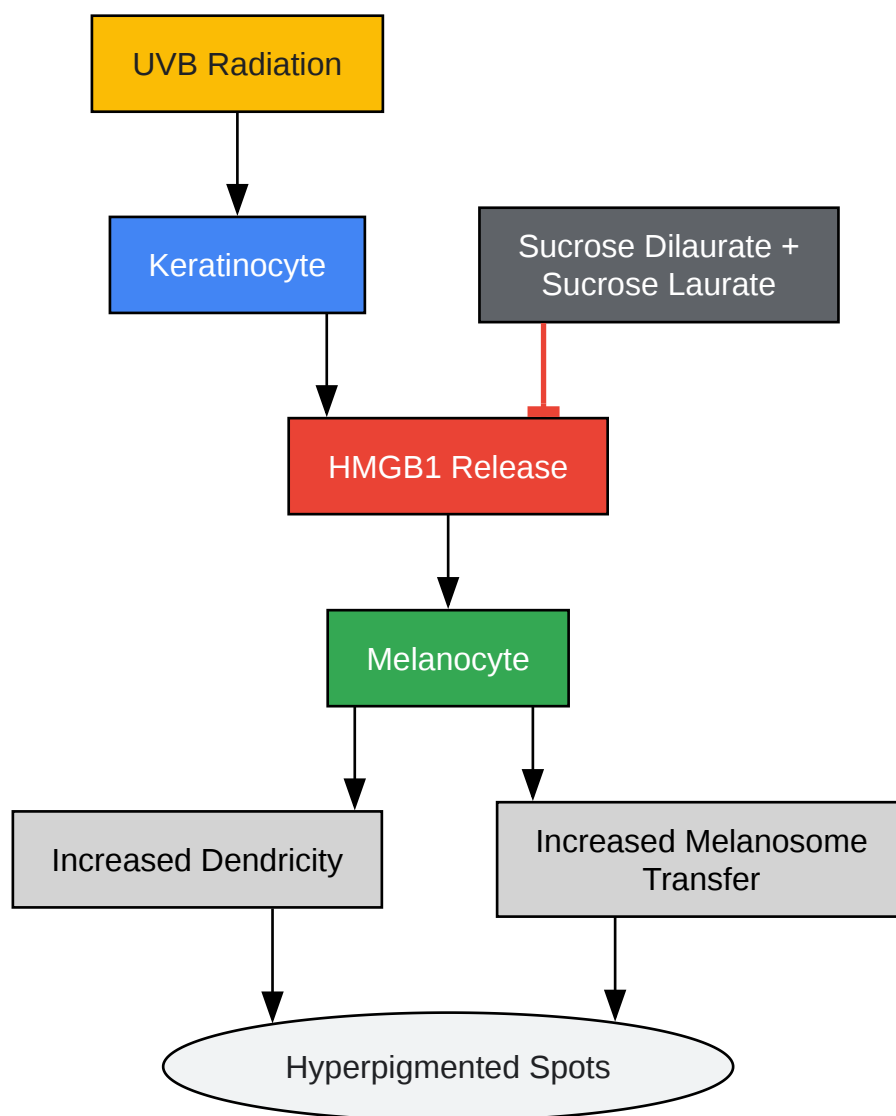 UVB Radiation
Keratinocyte
Sucrose Dilaurate +
Sucrose Laurate
HMGB1 Release
Melanocyte
Increased Dendricity
Increased Melanosome
Transfer
Hyperpigmented Spots